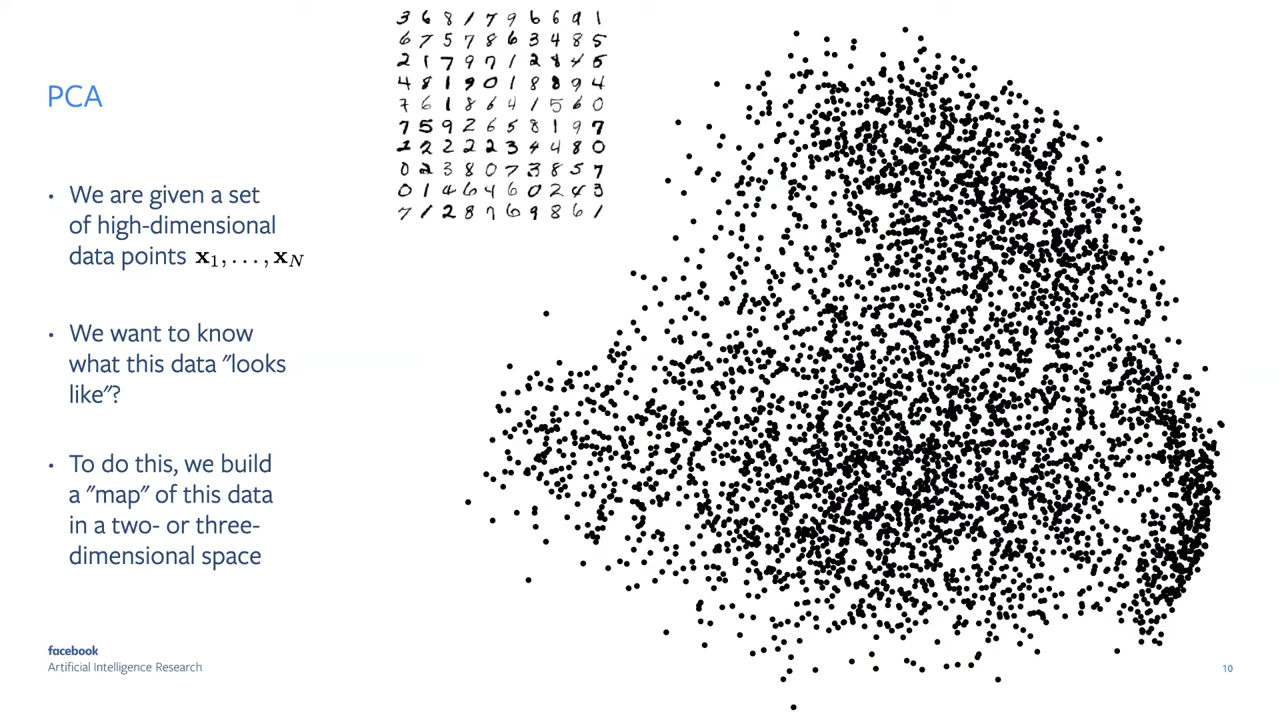 PCA
• We are given a set
of high-dimensional
data points x₁, . . . , x_N
• We want to know
what this data "looks
like"?
• To do this, we build
a "map" of this data
in a two- or three-
dimensional space
3 6 8 1 7 9 6 6 9 1
6 7 5 7 8 6 3 4 8 5
2 1 7 9 7 1 2 8 4 5
4 8 1 9 0 1 8 8 9 4
7 6 1 8 6 4 1 5 6 0
7 5 9 2 6 5 8 1 9 7
2 2 2 2 3 4 4 8 0
0 2 3 8 0 7 3 8 5 7
0 1 4 6 4 6 0 2 4 3
7 1 2 8 7 6 9 8 6 1
facebook
Artificial Intelligence Research
10